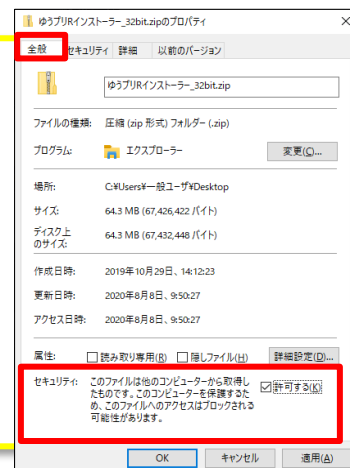 ゆうプリRインストーラー_32bit.zipのプロパティ
全般 セキュリティ 詳細 以前のバージョン
ゆうプリRインストーラー_32bit.zip
ファイルの種類: 圧縮 (zip 形式) フォルダー (.zip)
プログラム: エクスプローラー 変更(C)...
場所: C:¥Users¥一般ユーザ¥Desktop
サイズ: 64.3 MB (67,426,422 バイト)
ディスク上
のサイズ: 64.3 MB (67,432,448 バイト)
作成日時: 2019年10月29日、14:12:23
更新日時: 2020年8月8日、9:50:27
アクセス日時: 2020年8月8日、9:50:27
属性: 読み取り専用(R) 隠しファイル(H) 詳細設定(D)...
セキュリティ: このファイルは他のコンピューターから取得し
たものです。このコンピューターを保護するた
め、このファイルへのアクセスはブロックされる
可能性があります。
許可する(K)
OK キャンセル 適用(A)